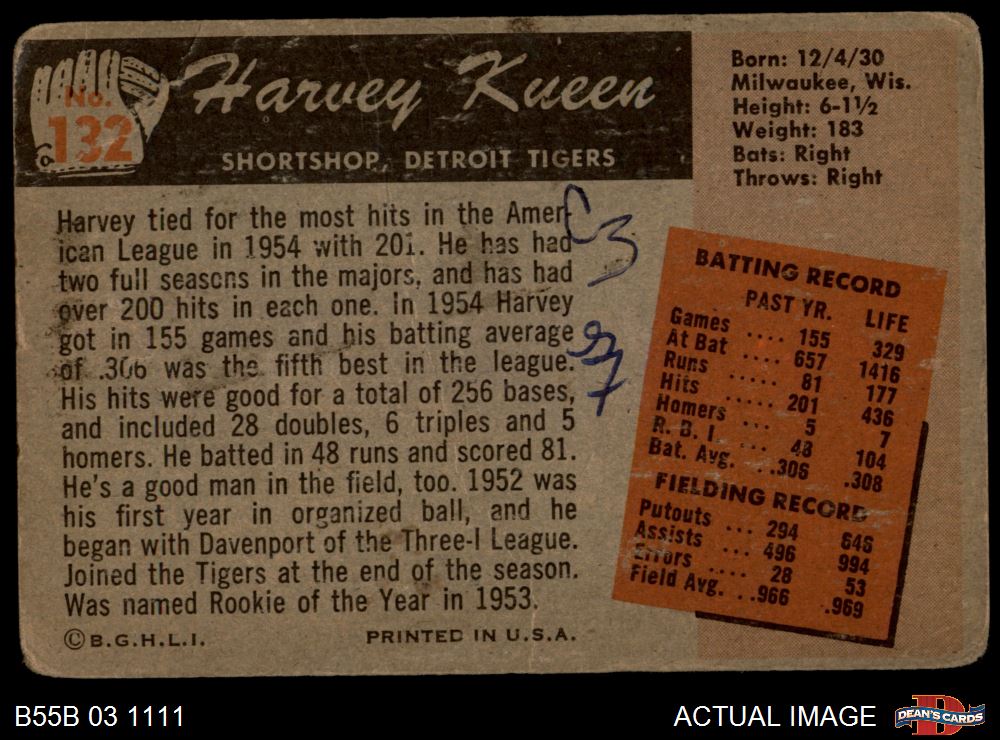 No.
132
Harvey Kueen
SHORTSHOP, DETROIT TIGERS
Born: 12/4/30
Milwaukee, Wis.
Height: 6-1½
Weight: 183
Bats: Right
Throws: Right
Harvey tied for the most hits in the Amer-
ican League in 1954 with 201. He has had
two full seasons in the majors, and has had
over 200 hits in each one. In 1954 Harvey
got in 155 games and his batting average
of .306 was the fifth best in the league.
His hits were good for a total of 256 bases,
and included 28 doubles, 6 triples and 5
homers. He batted in 48 runs and scored 81.
He's a good man in the field, too. 1952 was
his first year in organized ball, and he
began with Davenport of the Three-I League.
Joined the Tigers at the end of the season.
Was named Rookie of the Year in 1953.
C3
BATTING RECORD
PAST YR. LIFE
Games .... 155 329
At Bat .... 657 1416
Runs ..... 81 177
Hits ..... 201 436
Homers ... 5 7
R. B. I. ... 48 104
Bat. Avg. . .306 .308
FIELDING RECORD
Putouts ... 294 646
Assists ... 496 994
Errors .... 28 53
Field Avg. . .966 .969
©B.G.H.L.I. PRINTED IN U.S.A.
B55B 03 1111
ACTUAL IMAGE
D
DEAN'S CARDS